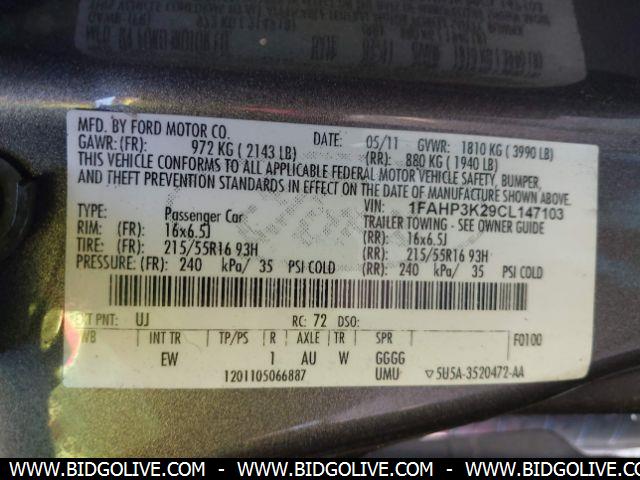 MFD. BY FORD MOTOR CO. DATE: 05/11 GVWR: 1810 KG ( 3990 LB)
GAWR: (FR): 972 KG ( 2143 LB) (RR): 880 KG ( 1940 LB)
THIS VEHICLE CONFORMS TO ALL APPLICABLE FEDERAL MOTOR VEHICLE SAFETY, BUMPER,
AND THEFT PREVENTION STANDARDS IN EFFECT ON THE DATE OF MANUFACTURE SHOWN ABOVE.
VIN: 1FAHP3K29CL147103
TYPE: Passenger Car TRAILER TOWING - SEE OWNER GUIDE
RIM: (FR): 16x6.5J (RR): 16x6.5J
TIRE: (FR): 215/55R16 93H (RR): 215/55R16 93H
PRESSURE: (FR): 240 kPa/ 35 PSI COLD (RR): 240 kPa/ 35 PSI COLD
EXT PNT: UJ RC: 72 DSO:
WB INT TR TP/PS R AXLE TR SPR F0100
EW 1 AU W GGGG
1201105066887 UMU ▽5U5A-3520472-AA
WWW.BIDGOLIVE.COM - WWW.BIDGOLIVE.COM - WWW.BIDGOLIVE.COM